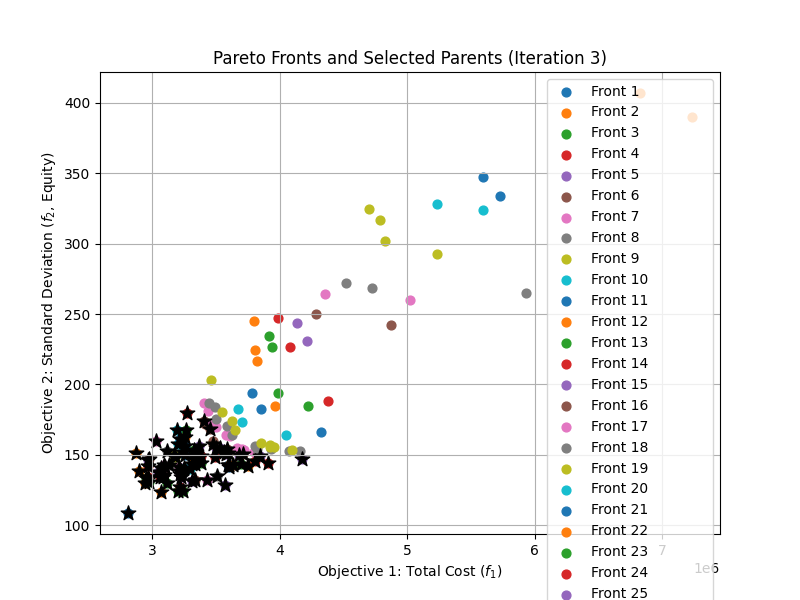 Pareto Fronts and Selected Parents (Iteration 3)
Objective 2: Standard Deviation (f₂, Equity)
400
350
300
250
200
150
100
3
4
5
6
7
1e6
Objective 1: Total Cost (f₁)
Front 1
Front 2
Front 3
Front 4
Front 5
Front 6
Front 7
Front 8
Front 9
Front 10
Front 11
Front 12
Front 13
Front 14
Front 15
Front 16
Front 17
Front 18
Front 19
Front 20
Front 21
Front 22
Front 23
Front 24
Front 25